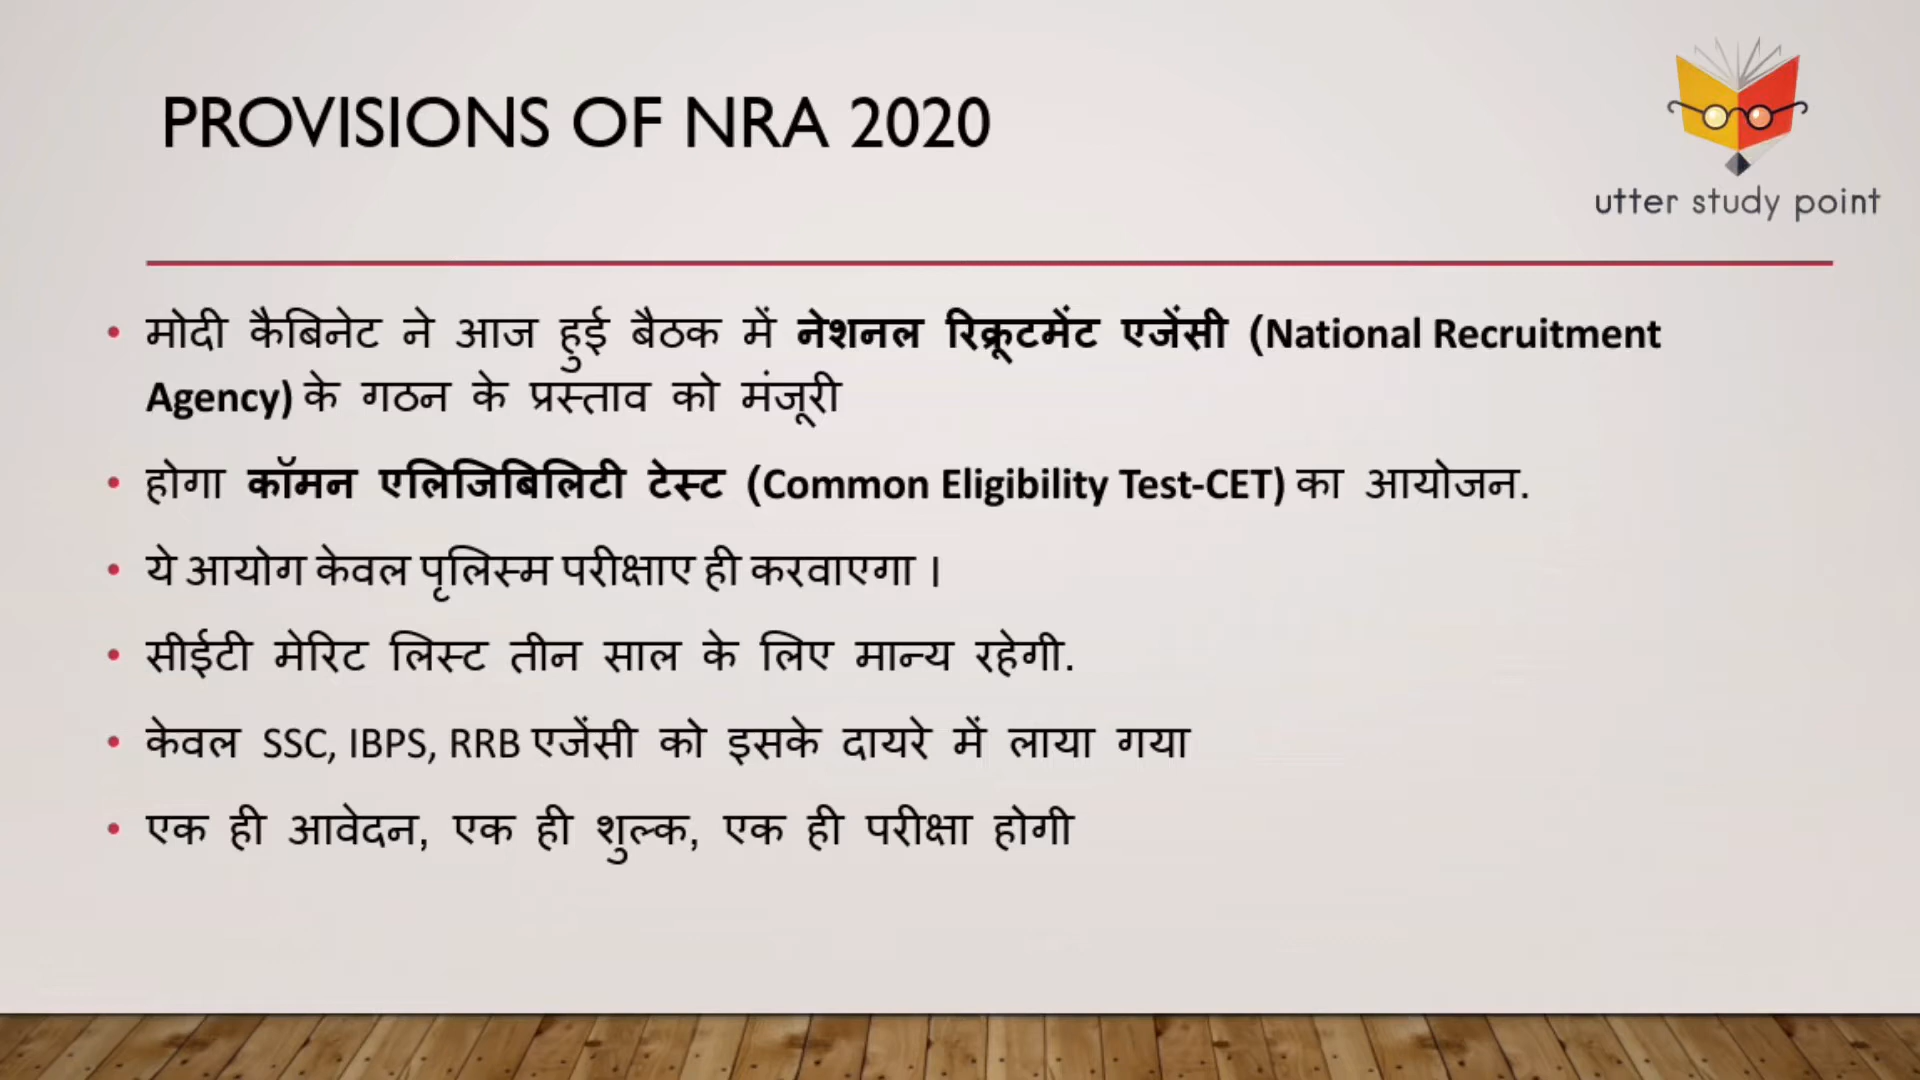 PROVISIONS OF NRA 2020
utter study point
• मोदी कैबिनेट ने आज हुई बैठक में नेशनल रिक्रूटमेंट एजेंसी (National Recruitment
Agency) के गठन के प्रस्ताव को मंजूरी
• होगा कॉमन एलिजिबिलिटी टेस्ट (Common Eligibility Test-CET) का आयोजन.
• ये आयोग केवल पृलिस्म परीक्षाए ही करवाएगा ।
• सीईटी मेरिट लिस्ट तीन साल के लिए मान्य रहेगी.
• केवल SSC, IBPS, RRB एजेंसी को इसके दायरे में लाया गया
• एक ही आवेदन, एक ही शुल्क, एक ही परीक्षा होगी